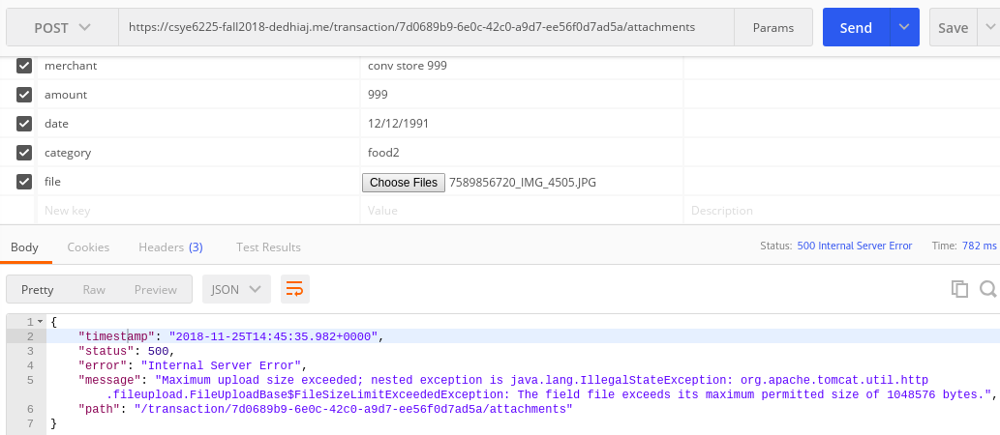 POST https://csye6225-fall2018-dedhiaj.me/transaction/7d0689b9-6e0c-42c0-a9d7-ee56f0d7ad5a/attachments Params Send Save
merchant conv store 999
amount 999
date 12/12/1991
category food2
file Choose Files 7589856720_IMG_4505.JPG
New key Value Description
Body Cookies Headers (3) Test Results Status: 500 Internal Server Error Time: 782 ms
Pretty Raw Preview JSON
1 {
2 "timestamp": "2018-11-25T14:45:35.982+0000",
3 "status": 500,
4 "error": "Internal Server Error",
5 "message": "Maximum upload size exceeded; nested exception is java.lang.IllegalStateException: org.apache.tomcat.util.http
.fileupload.FileUploadBase$FileSizeLimitExceededException: The field file exceeds its maximum permitted size of 1048576 bytes.",
6 "path": "/transaction/7d0689b9-6e0c-42c0-a9d7-ee56f0d7ad5a/attachments"
7 }